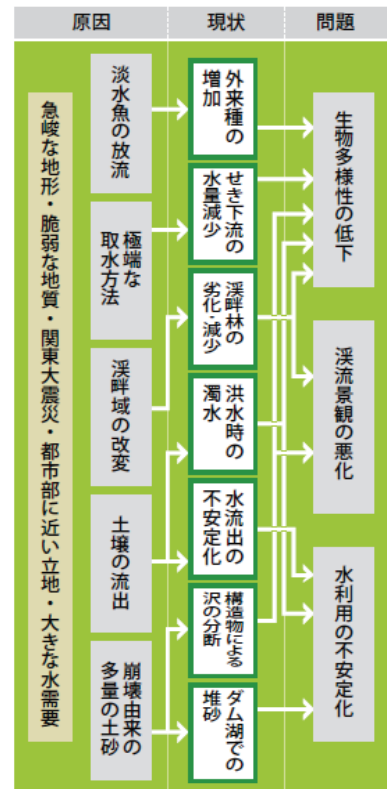 原因
現状
問題
急峻な地形・脆弱な地質・関東大震災・都市部に近い立地・大きな水需要
淡水魚の放流
極端な
取水方法
渓畔域の改変
土壌の流出
崩壊由来の
多量の土砂
外来種の
増加
せき下流の
水量減少
渓畔林の
劣化・減少
洪水時の
濁水
水流出の
不安定化
構造物による
沢の分断
ダム湖での
堆砂
生物多様性の低下
渓流景観の悪化
水利用の不安定化